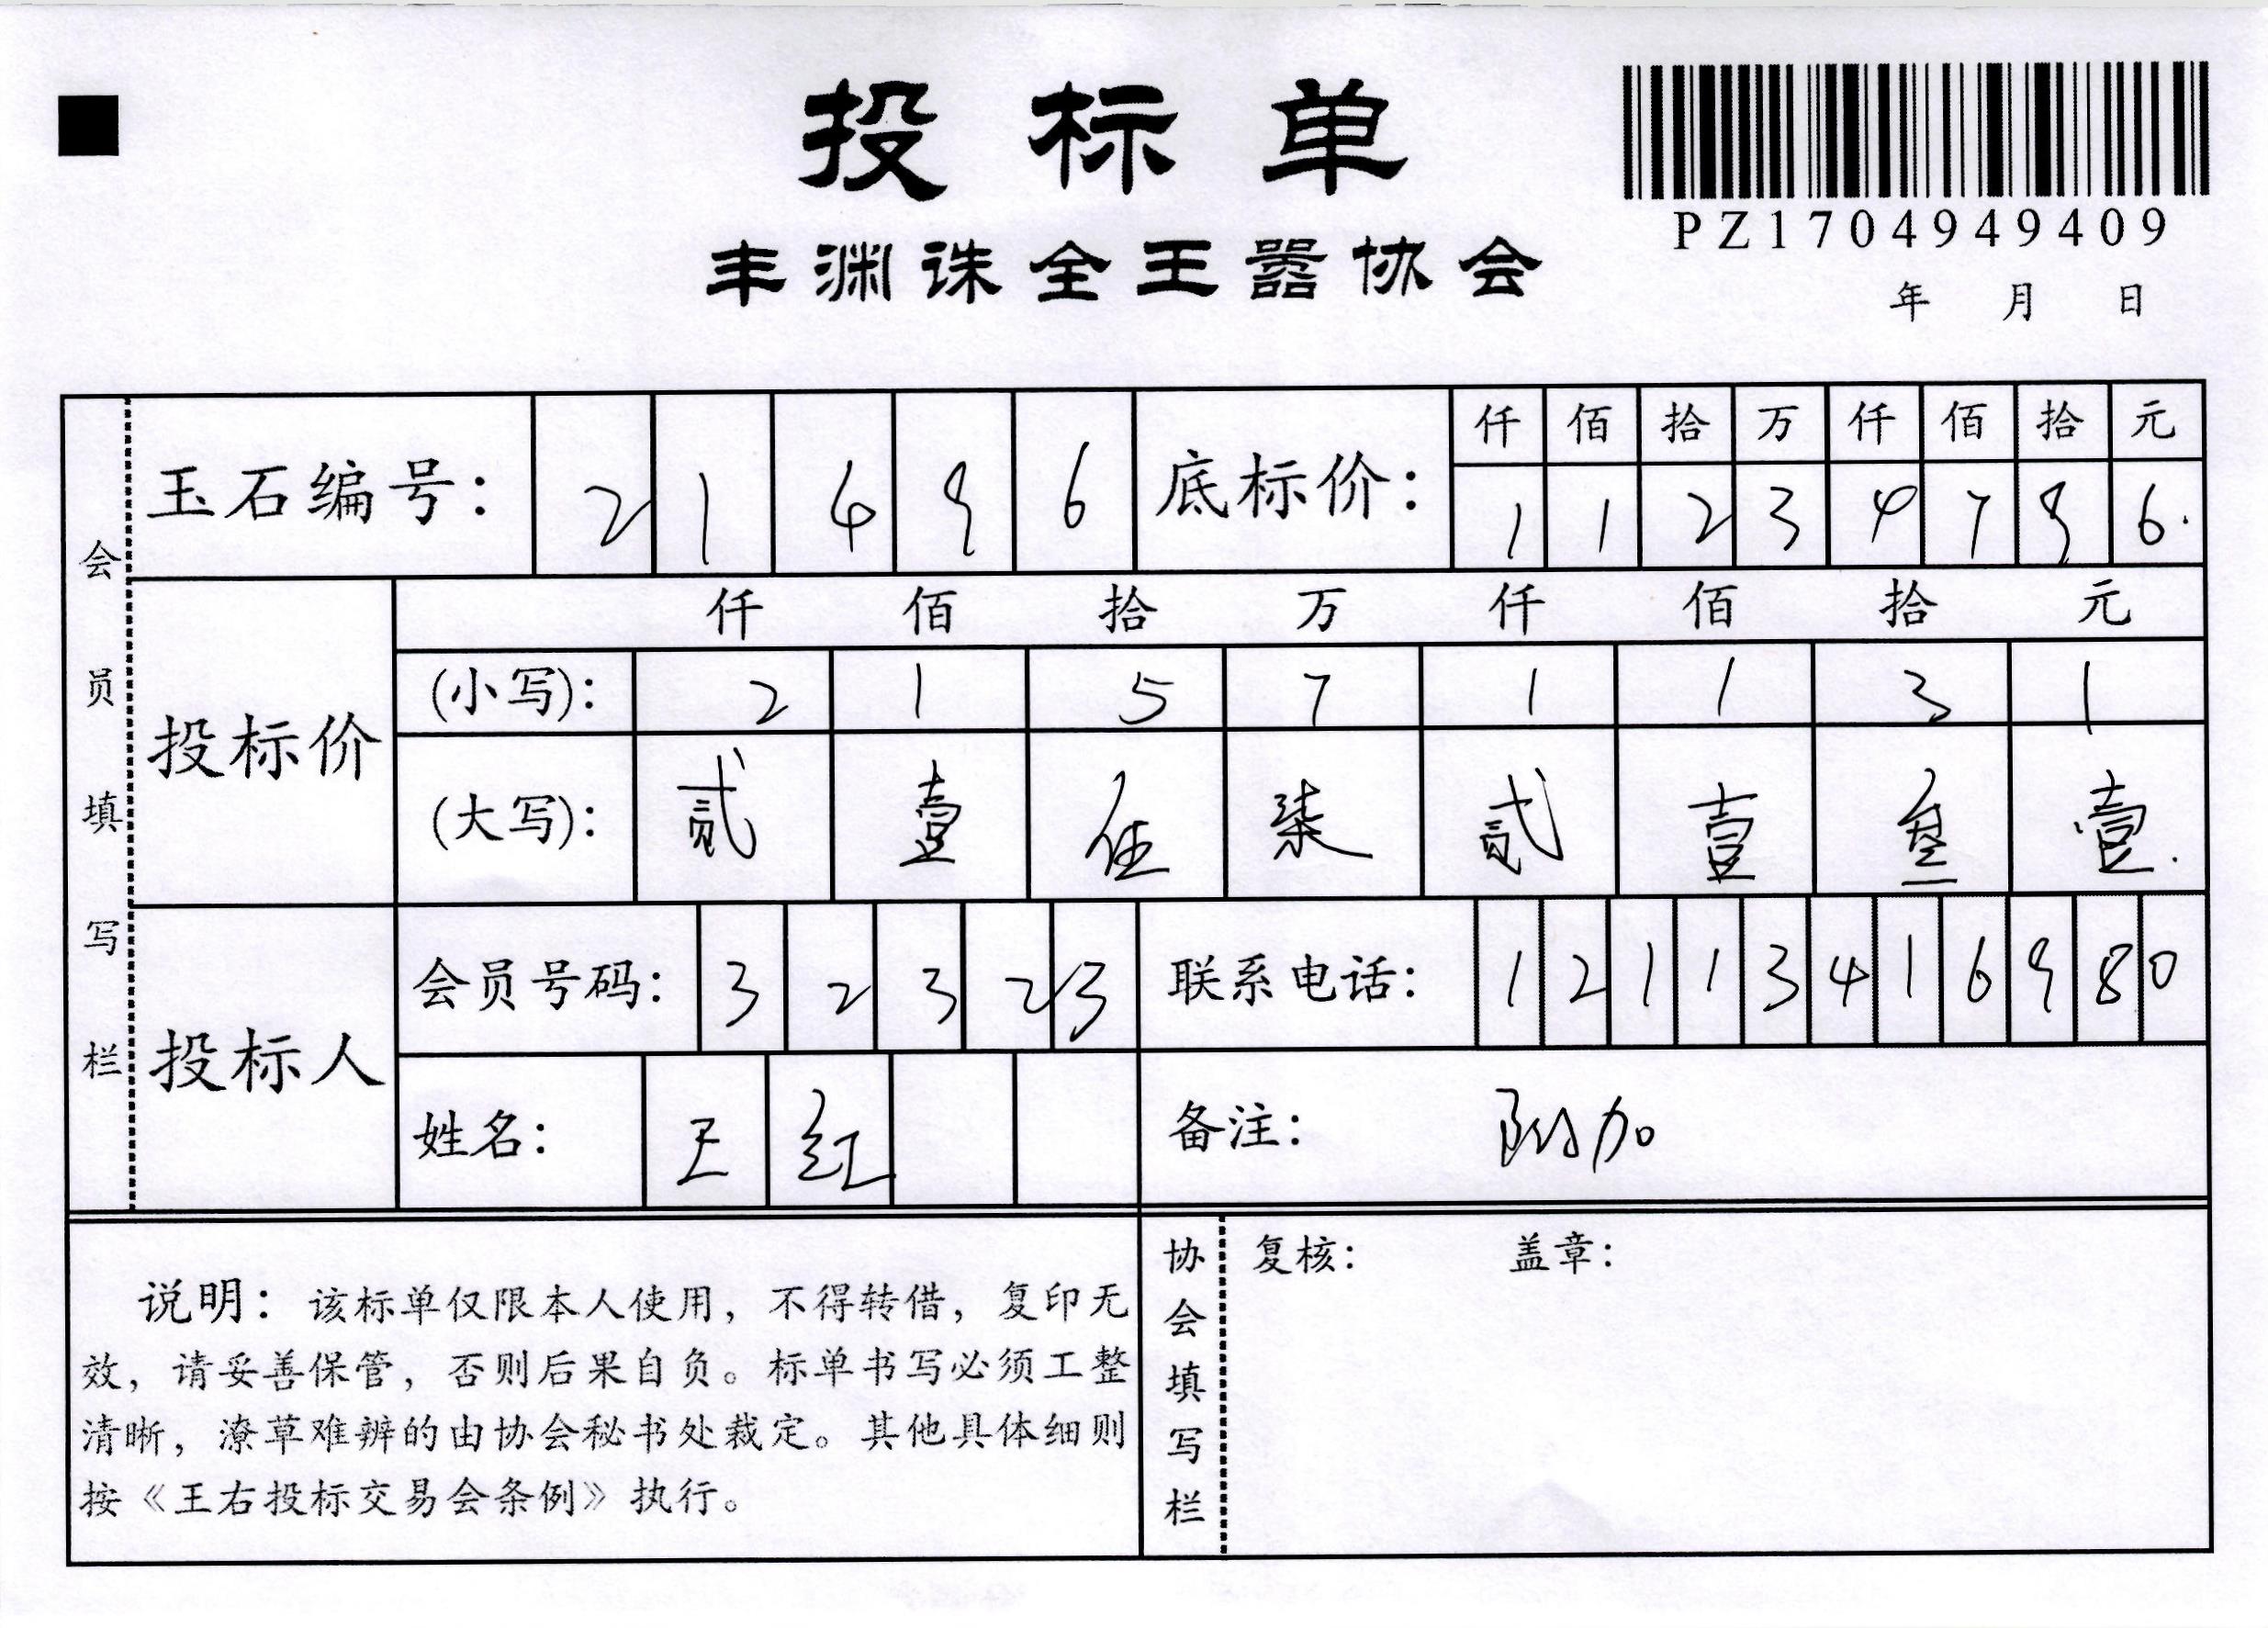 投标单
PZ1704949409
丰渊诛全王嚣协会
年 月 日
会员填写栏
玉石编号: 2 1 6 9 6 底标价: 仟 佰 拾 万 仟 佰 拾 元
1 1 2 3 4 7 9 6.
投标价 仟 佰 拾 万 仟 佰 拾 元
(小写): 2 1 5 7 1 1 3 1
(大写): 贰 壹 伍 柒 贰 壹 叁 壹.
投标人 会员号码: 3 2 3 2 3 联系电话: 1 2 1 1 3 4 1 6 9 8 0
姓名: 王 红 备注: 附加
说明: 该标单仅限本人使用, 不得转借, 复印无
效, 请妥善保管, 否则后果自负。标单书写必须工整
清晰, 潦草难辨的由协会秘书处裁定。其他具体细则
按《王右投标交易会条例》执行。
协会填写栏
复核: 盖章: